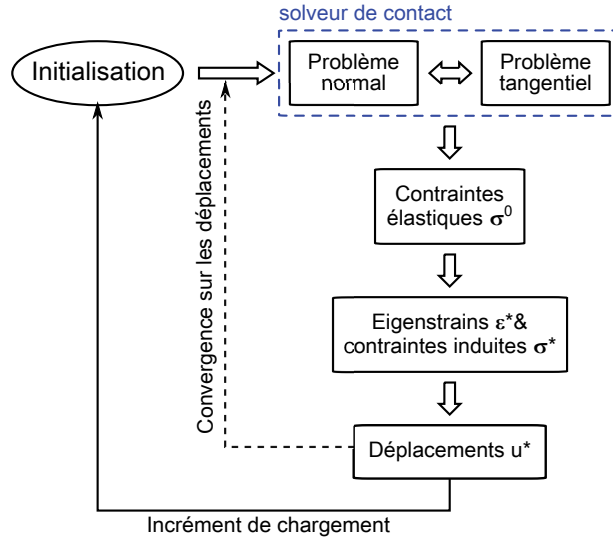 solveur de contact
Initialisation
Problème
normal
Problème
tangentiel
Contraintes
élastiques σ⁰
Eigenstrains ε*&
contraintes induites σ*
Déplacements u*
Convergence sur les déplacements
Incrément de chargement